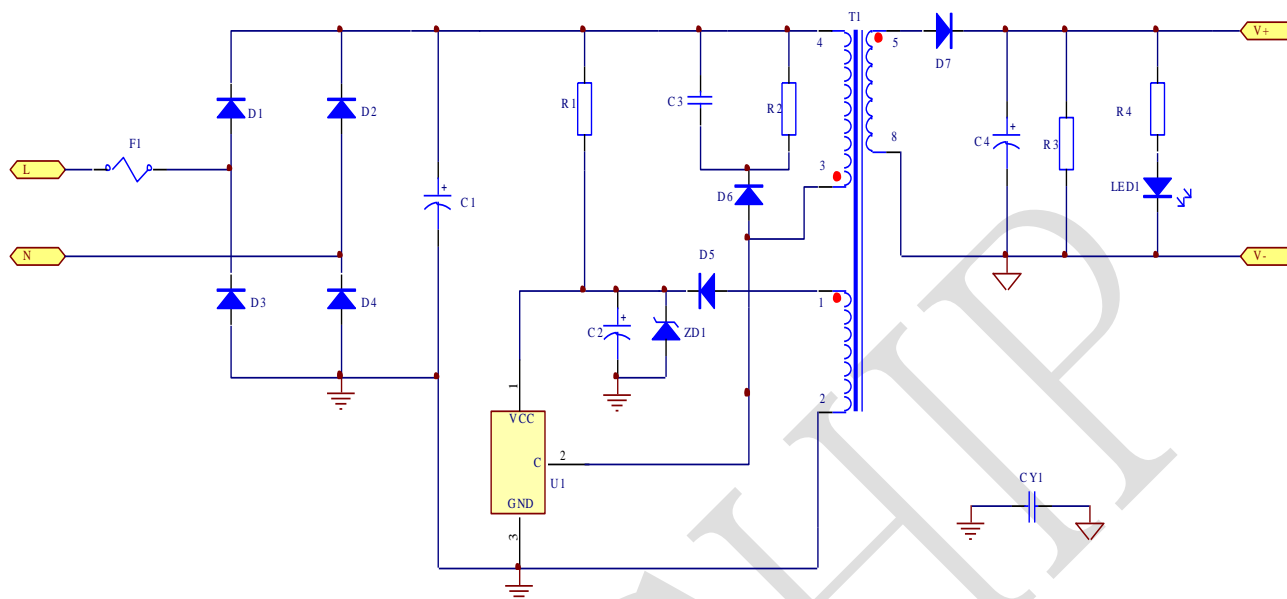 T1
4
5
V+
D7
D1
D2
R1
C3
R2
C4
R3
R4
F1
8
L
3
D6
LED1
C1
N
D5
V-
D3
D4
1
C2
ZD1
1
VCC
2
C
2
U1
GND
CY1
3
HIP